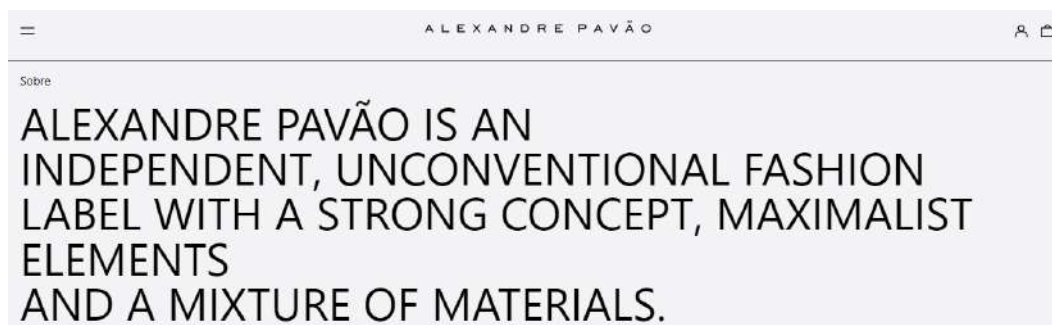 ALEXANDRE PAVÃO
Sobre
ALEXANDRE PAVÃO IS AN
INDEPENDENT, UNCONVENTIONAL FASHION
LABEL WITH A STRONG CONCEPT, MAXIMALIST
ELEMENTS
AND A MIXTURE OF MATERIALS.